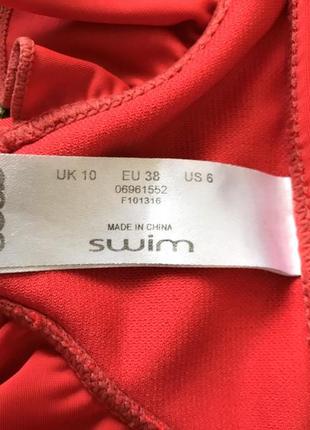 UK 10 EU 38 US 6
06961552
F101316
MADE IN CHINA
swim